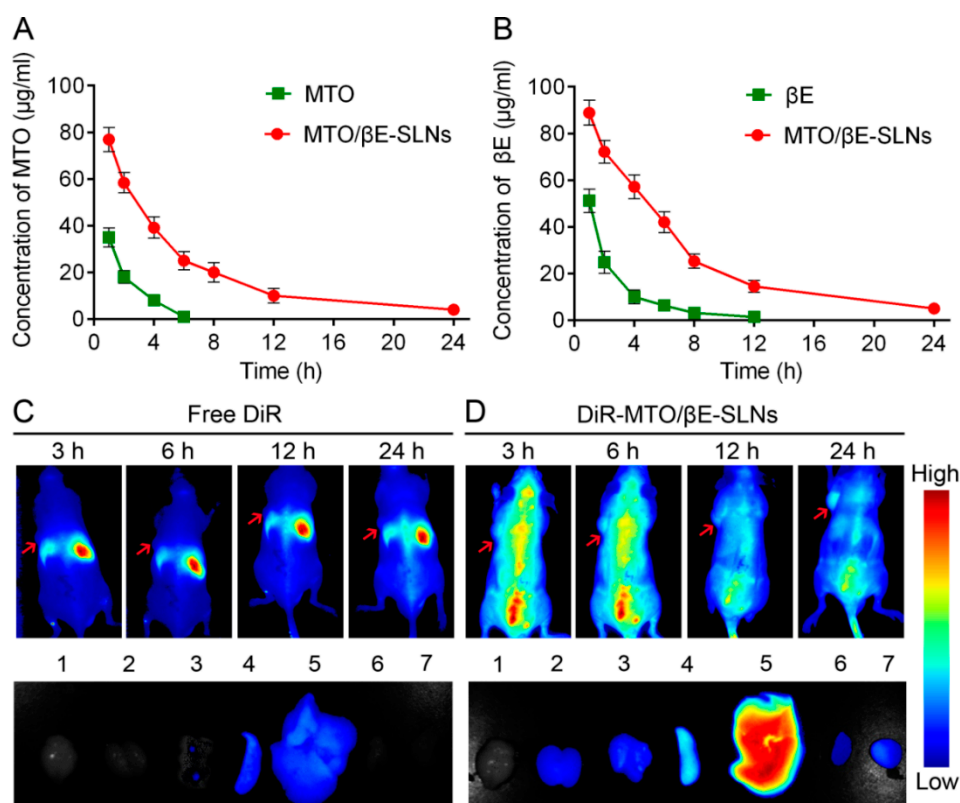 A
B
Concentration of MTO (µg/ml)
100
80
60
40
20
0
0 4 8 12 16 20 24
Time (h)
MTO
MTO/βE-SLNs
Concentration of βE (µg/ml)
100
80
60
40
20
0
0 4 8 12 16 20 24
Time (h)
βE
MTO/βE-SLNs
C
Free DiR
3 h 6 h 12 h 24 h
1 2 3 4 5 6 7
D
DiR-MTO/βE-SLNs
3 h 6 h 12 h 24 h
1 2 3 4 5 6 7
High
Low